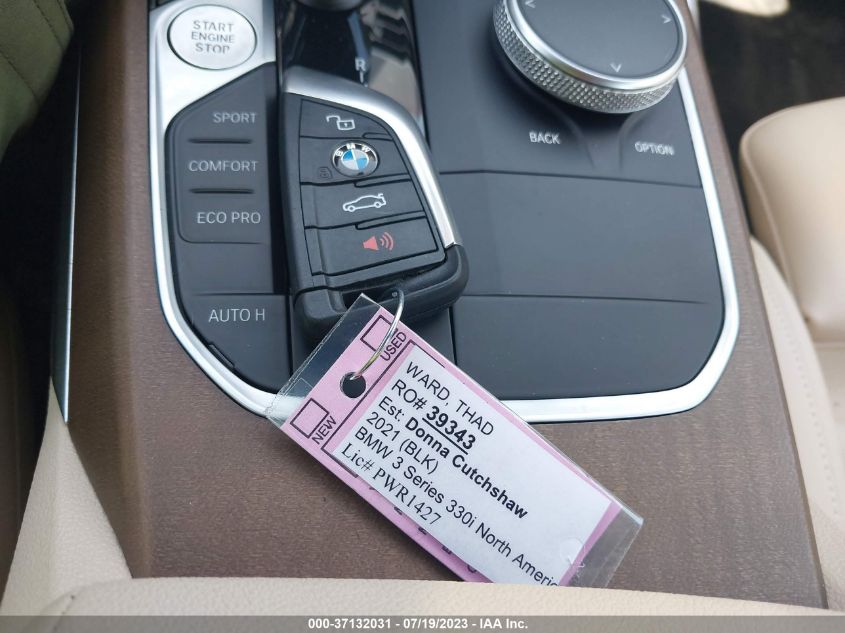 START
ENGINE
STOP
R
SPORT
COMFORT
ECO PRO
AUTO H
BMW
BACK
OPTION
USED
NEW
WARD, THAD
RO# 39343
Est: Donna Cutchshaw
2021 (BLK)
BMW 3 Series 330i North Americ
Lic# PWR1427
000-37132031 - 07/19/2023 - IAA Inc.